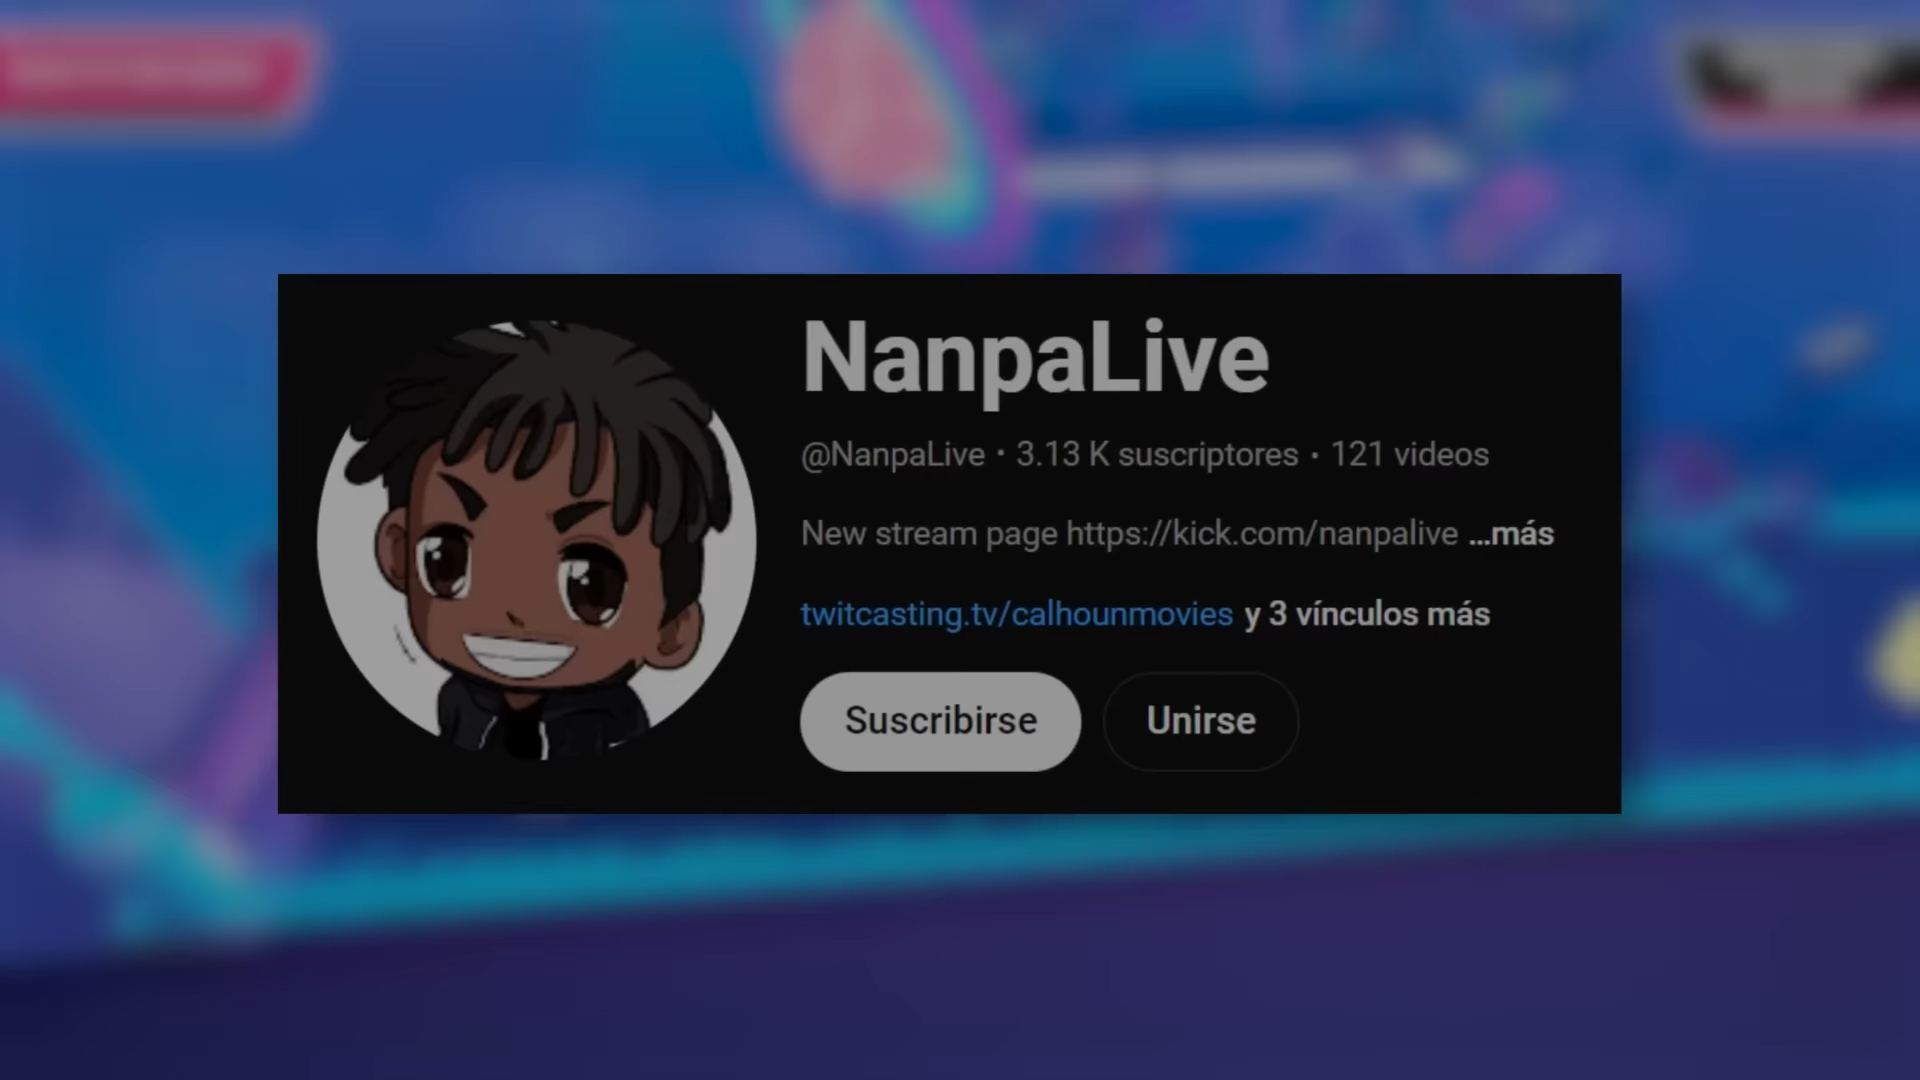 NanpaLive
@NanpaLive • 3.13 K suscriptores • 121 videos
New stream page https://kick.com/nanpalive ...más
twitcasting.tv/calhounmovies y 3 vínculos más
Suscribirse Unirse